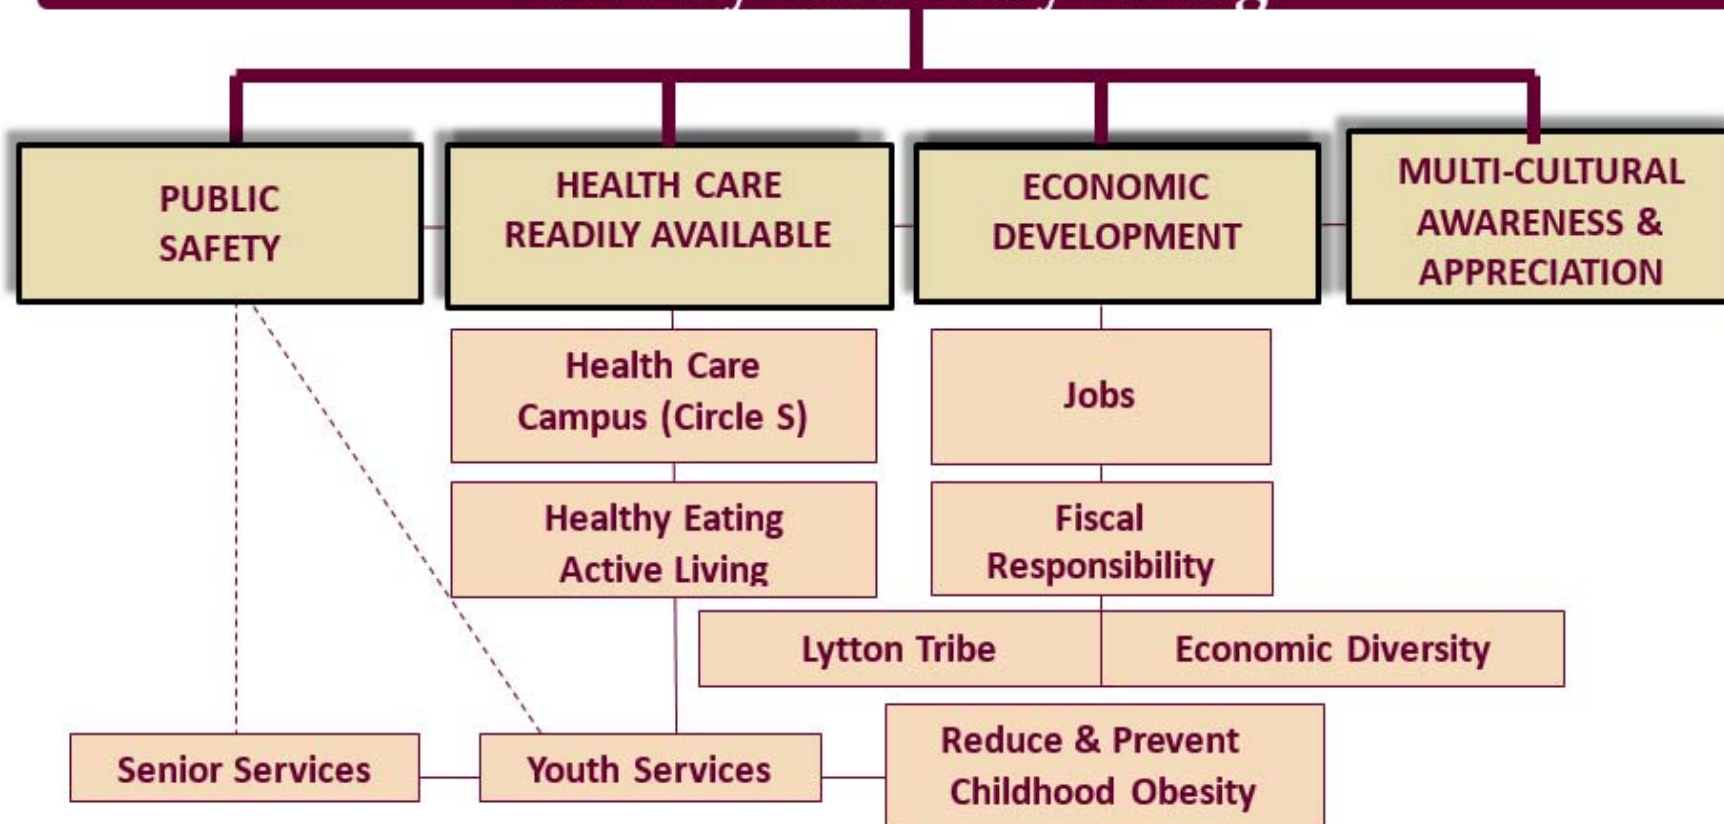 PUBLIC
SAFETY
HEALTH CARE
READILY AVAILABLE
ECONOMIC
DEVELOPMENT
MULTI-CULTURAL
AWARENESS &
APPRECIATION
Health Care
Campus (Circle S)
Jobs
Healthy Eating
Active Living
Fiscal
Responsibility
Lytton Tribe
Economic Diversity
Senior Services
Youth Services
Reduce & Prevent
Childhood Obesity